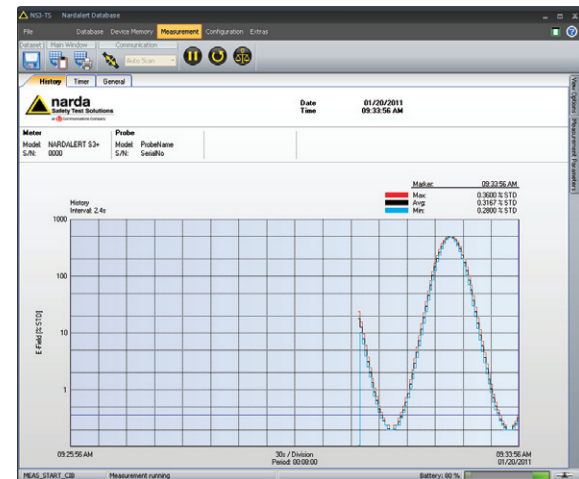 NS3-TS Nardalert Database
File Database Device Memory Measurement Configuration Extras
Dataset Main Window Communication
Auto Scan
History Timer General
narda
Safety Test Solutions
Date 01/20/2011
Time 09:33:56 AM
Meter Probe
Model NARDALERT S3+ Model ProbeName
S/N: 0000 S/N: SerialNo
View Options
Measurement Parameters
Marker: 09:33:56 AM
Max: 0.3600 % STD
Avg: 0.3167 % STD
Min: 0.2800 % STD
History
Interval: 2.4s
1000
100
10
1
E-Field [% STD]
09:25:56 AM 30s / Division 09:33:56 AM
Period: 00:08:00 01/20/2011
MEAS_START_CIB Measurement running Battery: 80 %